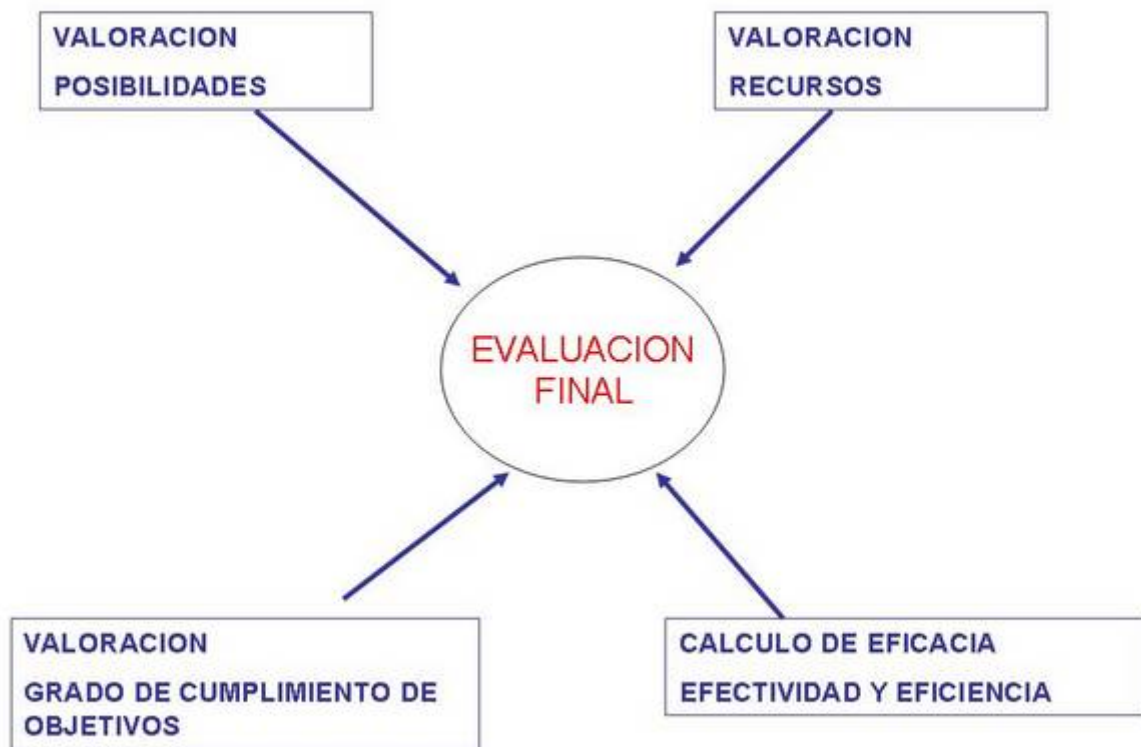 VALORACION
POSIBILIDADES
VALORACION
RECURSOS
EVALUACION
FINAL
VALORACION
GRADO DE CUMPLIMIENTO DE
OBJETIVOS
CALCULO DE EFICACIA
EFECTIVIDAD Y EFICIENCIA